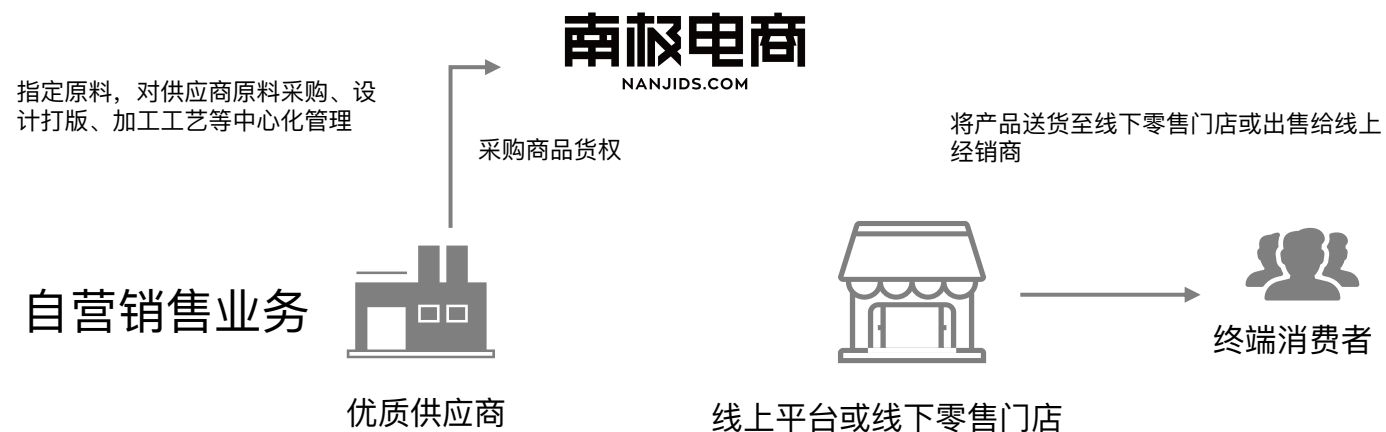 南极电商
NANJIDS.COM
指定原料，对供应商原料采购、设
计打版、加工工艺等中心化管理
采购商品货权
将产品送货至线下零售门店或出售给线上
经销商
自营销售业务
终端消费者
优质供应商
线上平台或线下零售门店